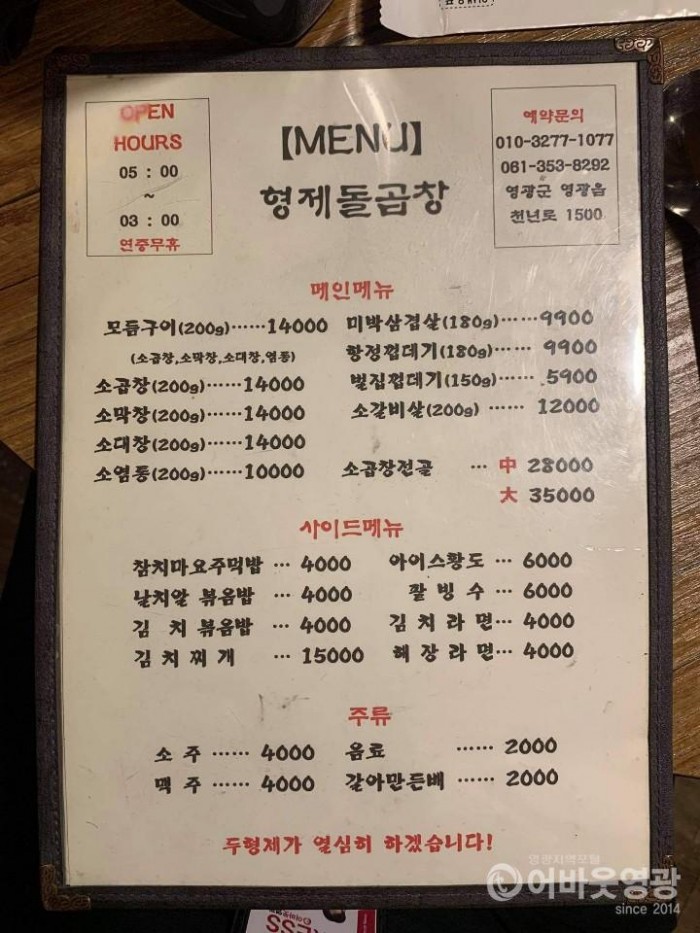 OPEN
HOURS
05 : 00
~
03 : 00
연중무휴
【MENU】
형제돌곱창
예약문의
010-3277-1077
061-353-8292
영광군 영광읍
천년로 1500
메인메뉴
모듬구이(200g)……14000
(소곱창,소막창,소대창,염통)
소곱창(200g)……14000
소막창(200g)……14000
소대창(200g)……14000
소염통(200g)……10000
미박삼겹살(180g)……9900
항정껍데기(180g)…… 9900
벌집껍데기(150g)…… 5900
소갈비살(200g) …… 12000
소곱창전골 … 中 28000
大 35000
사이드메뉴
참치마요주먹밥 … 4000
날치알 볶음밥 … 4000
김 치 볶음밥 … 4000
김 치 찌 개 … 15000
아이스황도 … 6000
팥 빙 수 … 6000
김 치 라 면… 4000
해 장 라 면… 4000
주류
소 주 …… 4000
맥 주 …… 4000
음료 …… 2000
갈아만든배 …… 2000
두형제가 열심히 하겠습니다!
영광지역포털
어바웃영광
since 2014